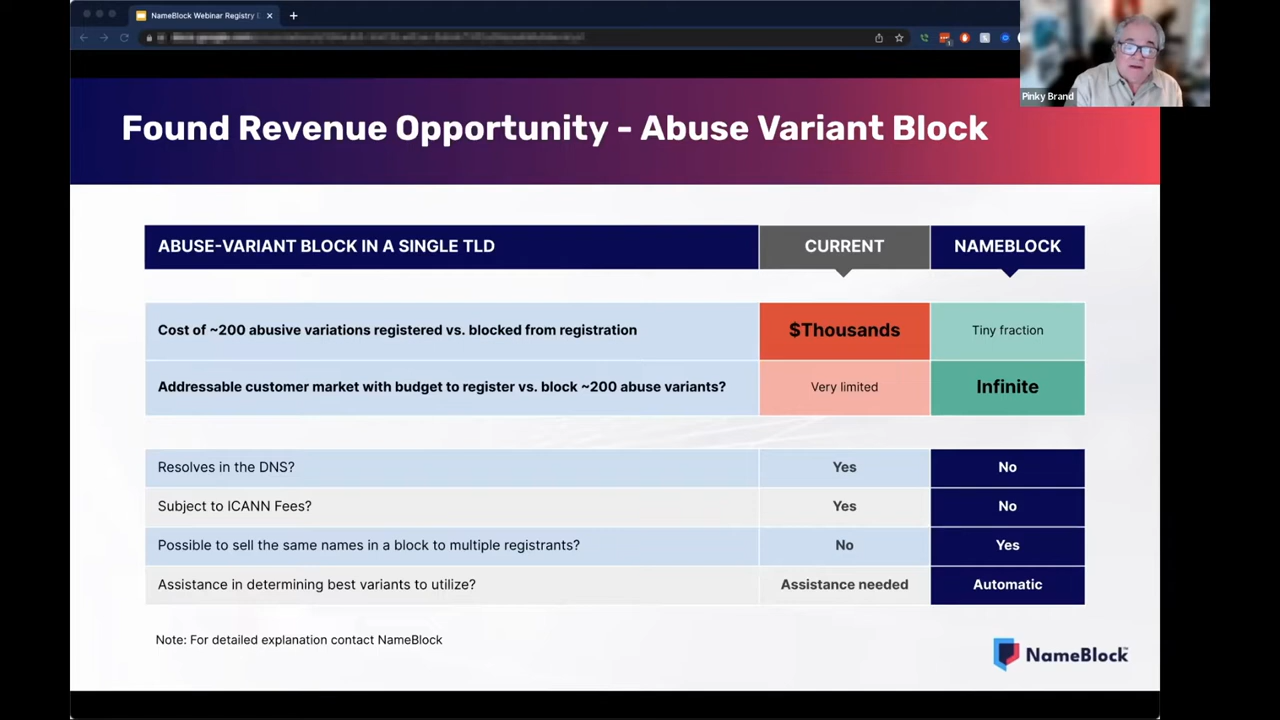 NameBlock Webinar Registry
Pinky Brand
Found Revenue Opportunity - Abuse Variant Block
ABUSE-VARIANT BLOCK IN A SINGLE TLD
CURRENT
NAMEBLOCK
Cost of ~200 abusive variations registered vs. blocked from registration
$Thousands
Tiny fraction
Addressable customer market with budget to register vs. block ~200 abuse variants?
Very limited
Infinite
Resolves in the DNS?
Yes
No
Subject to ICANN Fees?
Yes
No
Possible to sell the same names in a block to multiple registrants?
No
Yes
Assistance in determining best variants to utilize?
Assistance needed
Automatic
Note: For detailed explanation contact NameBlock
NameBlock